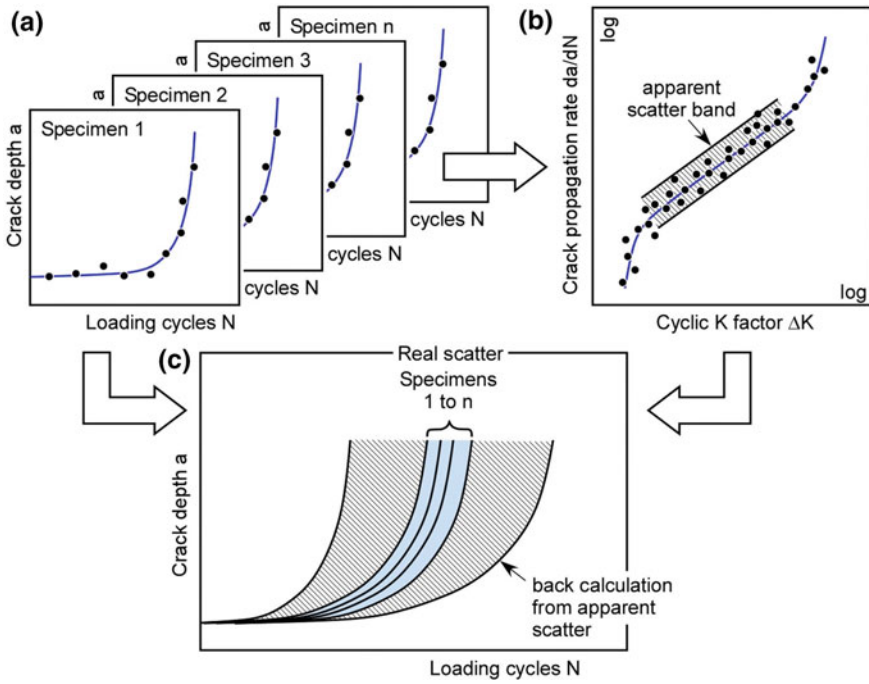 (a)
a
Specimen n
a
Specimen 3
a
Specimen 2
Specimen 1
Crack depth a
cycles N
cycles N
cycles N
Loading cycles N
(b)
log
Crack propagation rate da/dN
apparent
scatter band
log
Cyclic K factor ΔK
(c)
Real scatter
Specimens
1 to n
Crack depth a
back calculation
from apparent
scatter
Loading cycles N